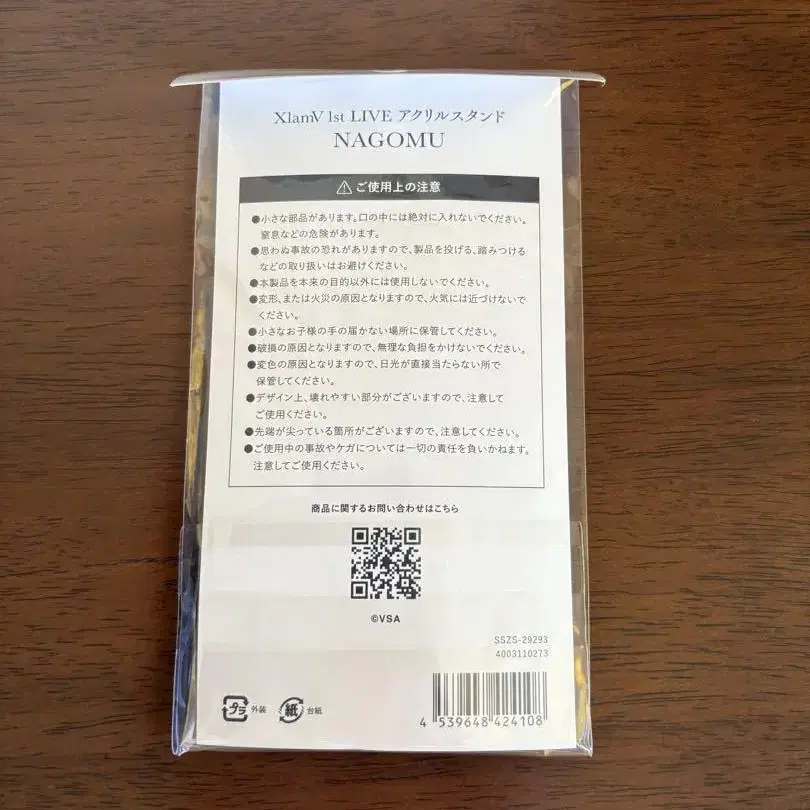 XlamV 1st LIVE アクリルスタンド
NAGOMU
⚠ご使用上の注意
●小さな部品があります。口の中には絶対に入れないでください。
窒息などの危険があります。
●思わぬ事故の恐れがありますので、製品を投げる、踏みつける
などの取り扱いはお避けください。
●本製品を本来の目的以外には使用しないでください。
●変形、または火災の原因となりますので、火気には近づけないで
ください。
●小さなお子様の手の届かない場所に保管してください。
●破損の原因となりますので、無理な負担をかけないでください。
●変色の原因となりますので、日光が直接当たらない所で
保管してください。
●デザイン上、壊れやすい部分がございますので、注意して
ご使用ください。
●先端が尖っている箇所がございますので、注意してください。
●ご使用中の事故やケガについては一切の責任を負いかねます。
注意してご使用ください。
商品に関するお問い合わせはこちら
©VSA
SSZS-29293
4003110273
プラ 外装
紙 台紙
4 539648 424108